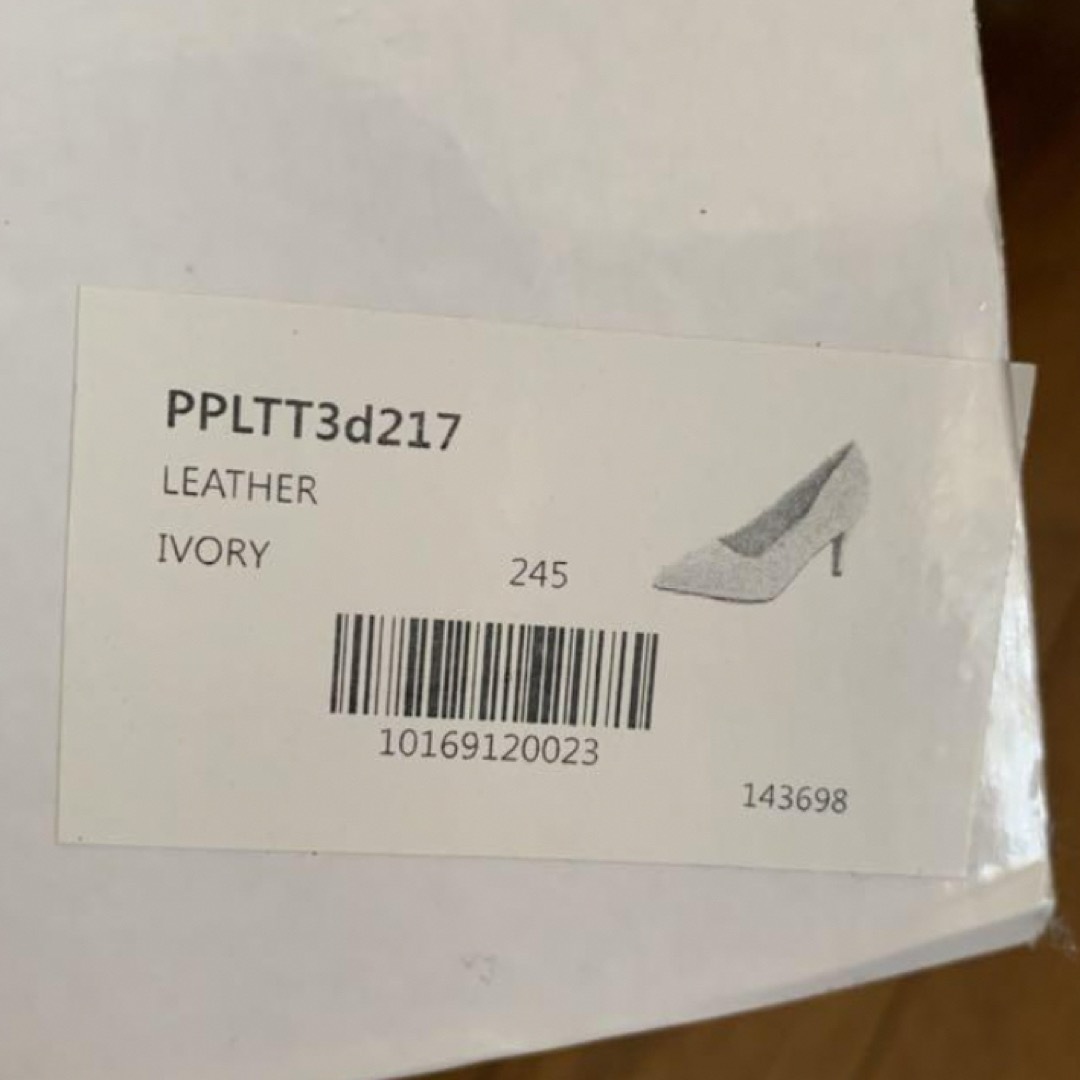 PPLTT3d217
LEATHER
IVORY
245
10169120023
143698